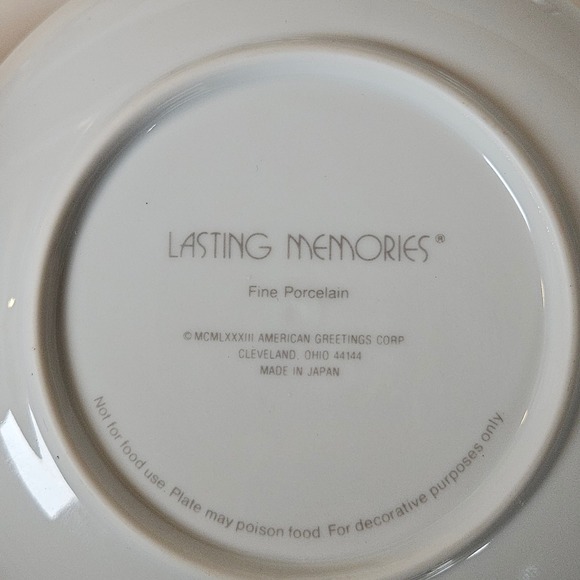 LASTING MEMORIES®
Fine Porcelain
© MCMLXXXIII AMERICAN GREETINGS CORP
CLEVELAND, OHIO 44144
MADE IN JAPAN
Not for food use. Plate may poison food. For decorative purposes only.